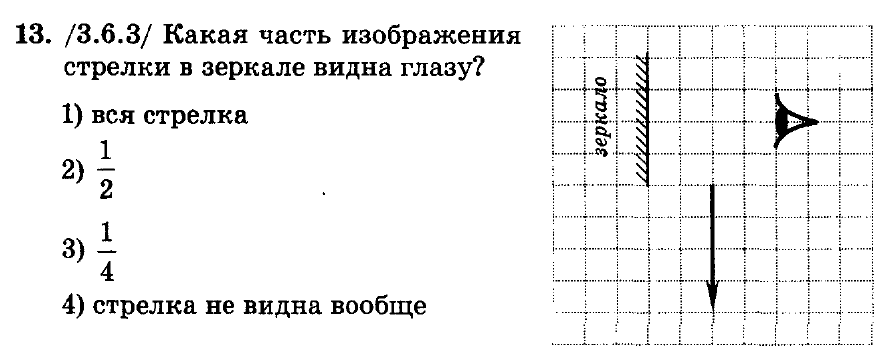 13. /3.6.3/ Какая часть изображения
стрелки в зеркале видна глазу?
1) вся стрелка
2) 1/2
3) 1/4
4) стрелка не видна вообще
зеркало